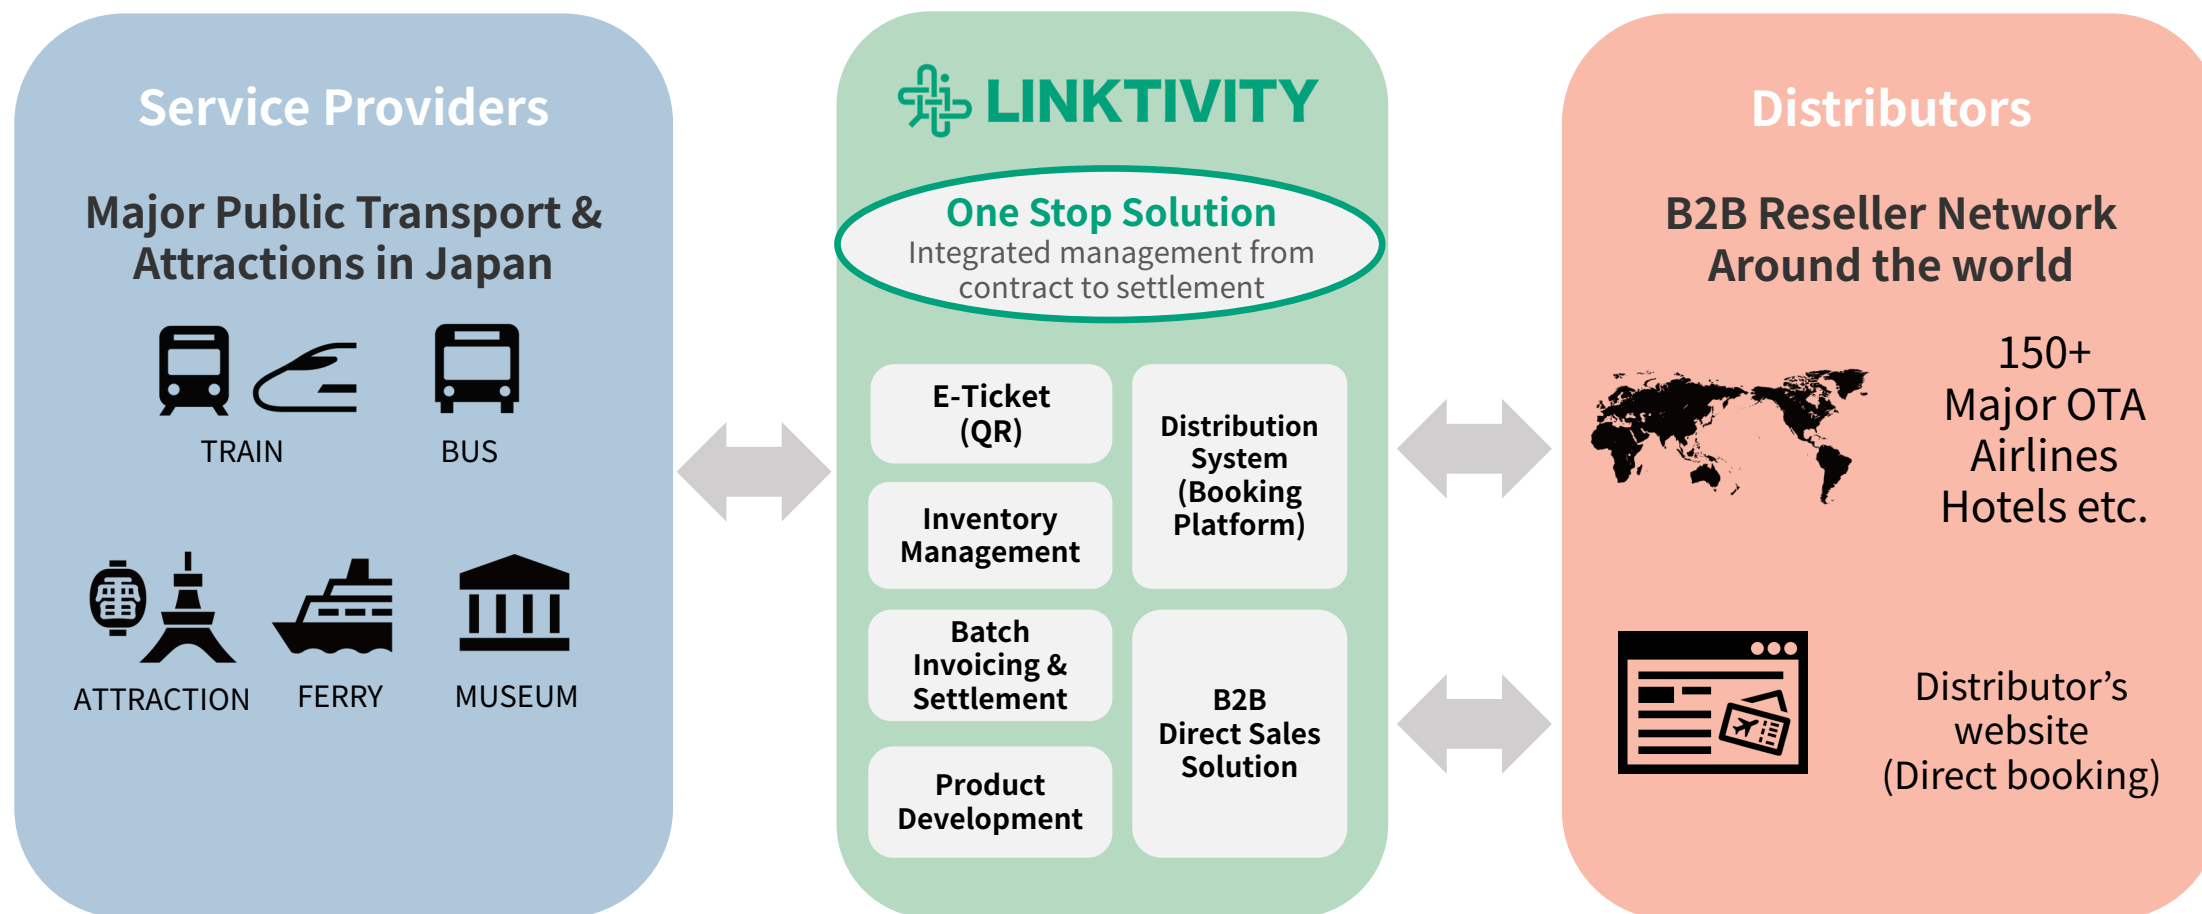 Service Providers
Major Public Transport &
Attractions in Japan
TRAIN
BUS
ATTRACTION
FERRY
MUSEUM
LINKTIVITY
One Stop Solution
Integrated management from
contract to settlement
E-Ticket
(QR)
Inventory
Management
Batch
Invoicing &
Settlement
Product
Development
Distribution
System
(Booking
Platform)
B2B
Direct Sales
Solution
Distributors
B2B Reseller Network
Around the world
150+
Major OTA
Airlines
Hotels etc.
Distributor’s
website
(Direct booking)